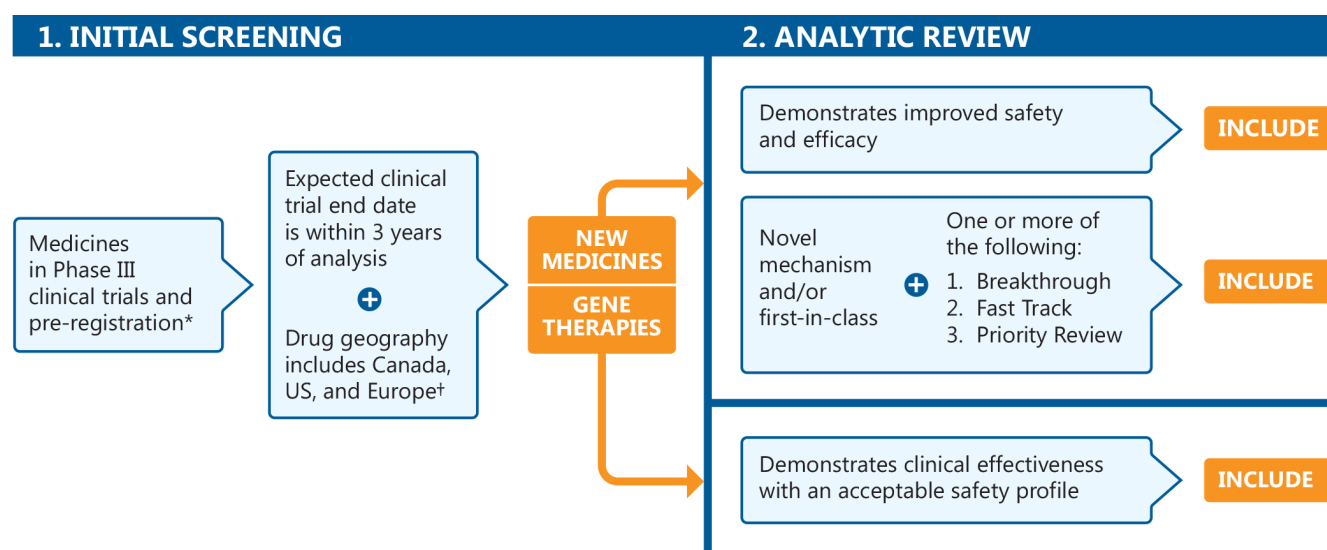 1. INITIAL SCREENING
Medicines
in Phase III
clinical trials and
pre-registration*
Expected clinical
trial end date
is within 3 years
of analysis
+
Drug geography
includes Canada,
US, and Europe†
NEW
MEDICINES
GENE
THERAPIES
2. ANALYTIC REVIEW
Demonstrates improved safety
and efficacy
INCLUDE
Novel
mechanism
and/or
first-in-class
+
One or more of
the following:
1. Breakthrough
2. Fast Track
3. Priority Review
INCLUDE
Demonstrates clinical effectiveness
with an acceptable safety profile
INCLUDE